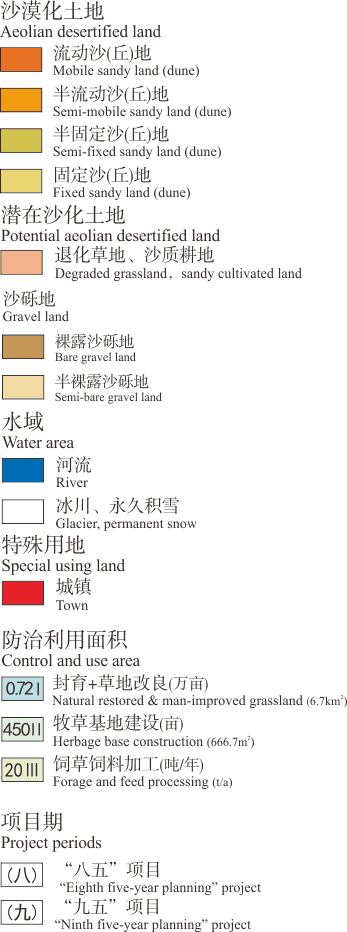 沙漠化土地
Aeolian desertified land
流动沙(丘)地
Mobile sandy land (dune)
半流动沙(丘)地
Semi-mobile sandy land (dune)
半固定沙(丘)地
Semi-fixed sandy land (dune)
固定沙(丘)地
Fixed sandy land (dune)
潜在沙化土地
Potential aeolian desertified land
退化草地、沙质耕地
Degraded grassland, sandy cultivated land
沙砾地
Gravel land
裸露沙砾地
Bare gravel land
半裸露沙砾地
Semi-bare gravel land
水域
Water area
河流
River
冰川、永久积雪
Glacier, permanent snow
特殊用地
Special using land
城镇
Town
防治利用面积
Control and use area
0.72 I 封育+草地改良(万亩)
Natural restored & man-improved grassland (6.7km²)
450 II 牧草基地建设(亩)
Herbage base construction (666.7m²)
20 III 饲草饲料加工(吨/年)
Forage and feed processing (t/a)
项目期
Project periods
(八) “八五”项目
“Eighth five-year planning” project
(九) “九五”项目
“Ninth five-year planning” project